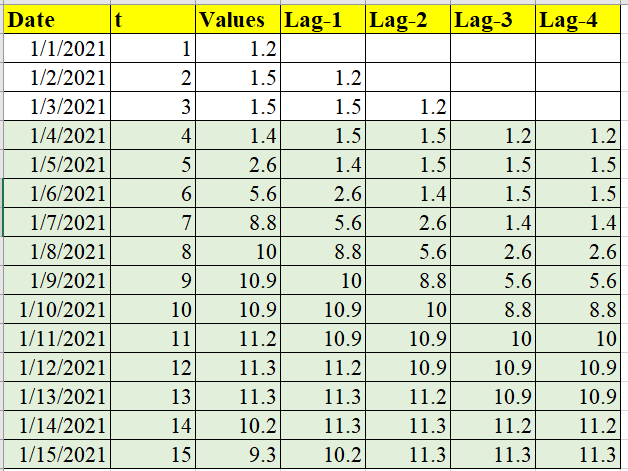 Date t Values Lag-1 Lag-2 Lag-3 Lag-4
1/1/2021 1 1.2
1/2/2021 2 1.5 1.2
1/3/2021 3 1.5 1.5 1.2
1/4/2021 4 1.4 1.5 1.5 1.2 1.2
1/5/2021 5 2.6 1.4 1.5 1.5 1.5
1/6/2021 6 5.6 2.6 1.4 1.5 1.5
1/7/2021 7 8.8 5.6 2.6 1.4 1.4
1/8/2021 8 10 8.8 5.6 2.6 2.6
1/9/2021 9 10.9 10 8.8 5.6 5.6
1/10/2021 10 10.9 10.9 10 8.8 8.8
1/11/2021 11 11.2 10.9 10.9 10 10
1/12/2021 12 11.3 11.2 10.9 10.9 10.9
1/13/2021 13 11.3 11.3 11.2 10.9 10.9
1/14/2021 14 10.2 11.3 11.3 11.2 11.2
1/15/2021 15 9.3 10.2 11.3 11.3 11.3